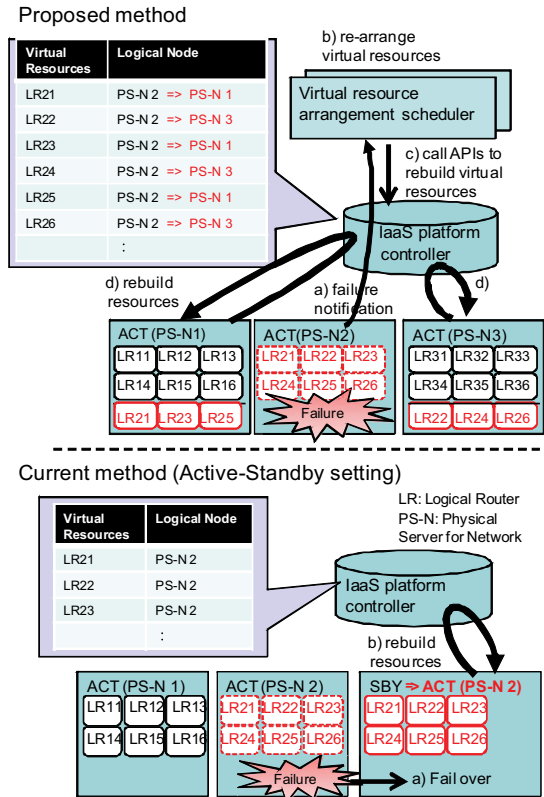 Proposed method
Virtual Resources
Logical Node
LR21 PS-N 2 => PS-N 1
LR22 PS-N 2 => PS-N 3
LR23 PS-N 2 => PS-N 1
LR24 PS-N 2 => PS-N 3
LR25 PS-N 2 => PS-N 1
LR26 PS-N 2 => PS-N 3
:
b) re-arrange
virtual resources
Virtual resource
arrangement scheduler
c) call APIs to
rebuild virtual
resources
IaaS platform
controller
d) rebuild
resources
a) failure
notification
d)
ACT (PS-N1)
LR11 LR12 LR13
LR14 LR15 LR16
LR21 LR23 LR25
ACT(PS-N2)
LR21 LR22 LR23
LR24 LR25 LR26
Failure
ACT (PS-N3)
LR31 LR32 LR33
LR34 LR35 LR36
LR22 LR24 LR26
Current method (Active-Standby setting)
Virtual
Resources
Logical Node
LR21 PS-N 2
LR22 PS-N 2
LR23 PS-N 2
:
LR: Logical Router
PS-N: Physical
Server for Network
IaaS platform
controller
b) rebuild
resources
ACT (PS-N 1)
LR11 LR12 LR13
LR14 LR15 LR16
ACT (PS-N 2)
LR21 LR22 LR23
LR24 LR25 LR26
Failure
SBY => ACT (PS-N 2)
LR21 LR22 LR23
LR24 LR25 LR26
a) Fail over